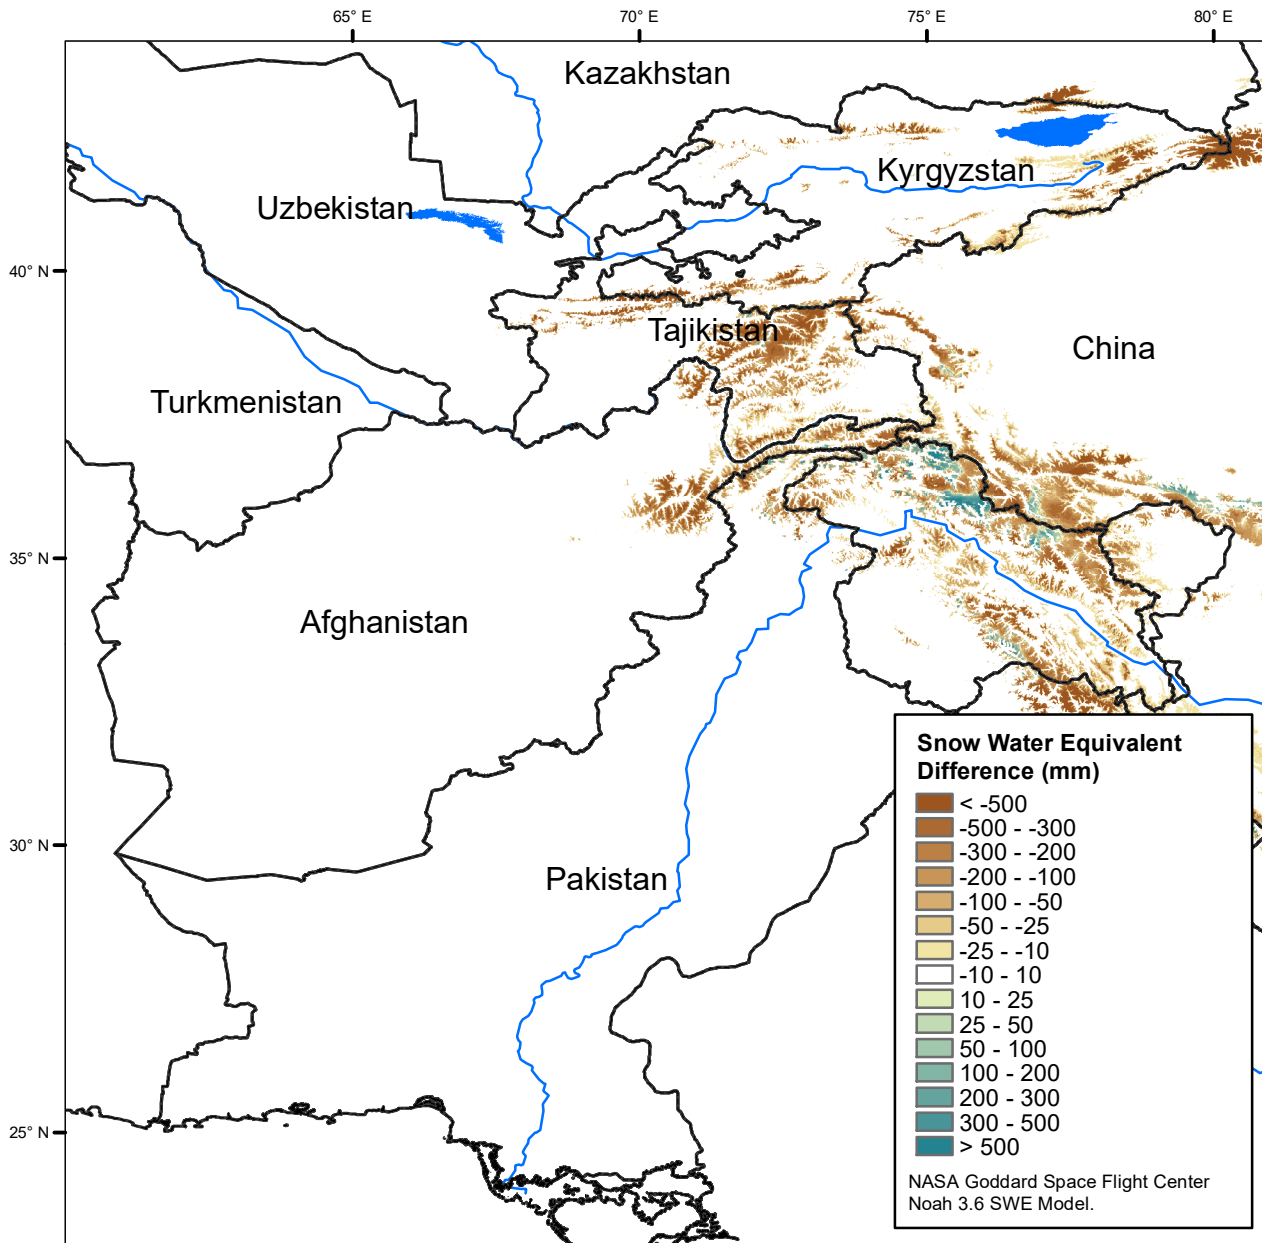 65° E
70° E
75° E
80° E
Kazakhstan
Kyrgyzstan
Uzbekistan
40° N
Tajikistan
China
Turkmenistan
35° N
Afghanistan
Snow Water Equivalent
Difference (mm)
< -500
-500 - -300
-300 - -200
-200 - -100
-100 - -50
-50 - -25
-25 - -10
-10 - 10
10 - 25
25 - 50
50 - 100
100 - 200
200 - 300
300 - 500
> 500
30° N
Pakistan
25° N
NASA Goddard Space Flight Center
Noah 3.6 SWE Model.